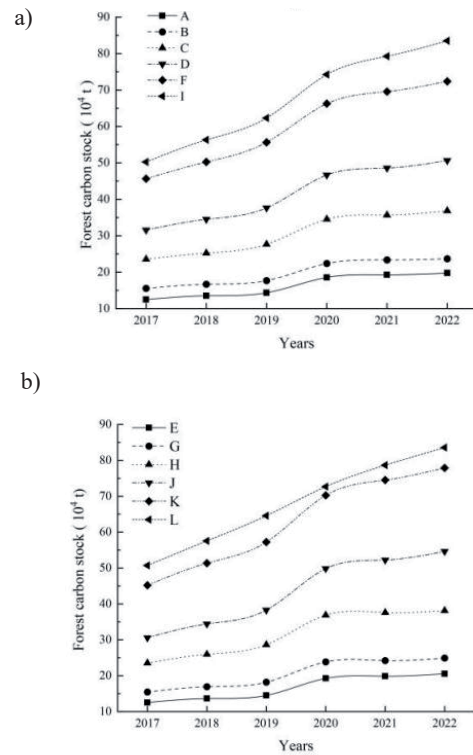 a)
A
B
C
D
F
I
Forest carbon stock ( 10⁴ t)
90
80
70
60
50
40
30
20
10
2017 2018 2019 2020 2021 2022
Years
b)
E
G
H
J
K
L
Forest carbon stock ( 10⁴ t)
90
80
70
60
50
40
30
20
10
2017 2018 2019 2020 2021 2022
Years